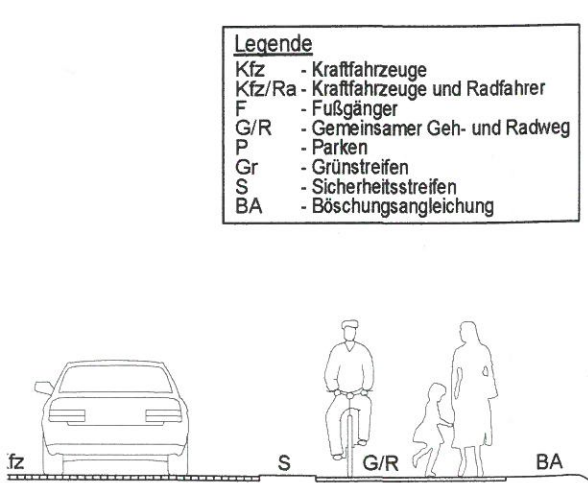 Legende
Kfz - Kraftfahrzeuge
Kfz/Ra - Kraftfahrzeuge und Radfahrer
F - Fußgänger
G/R - Gemeinsamer Geh- und Radweg
P - Parken
Gr - Grünstreifen
S - Sicherheitsstreifen
BA - Böschungsangleichung
fz S G/R BA